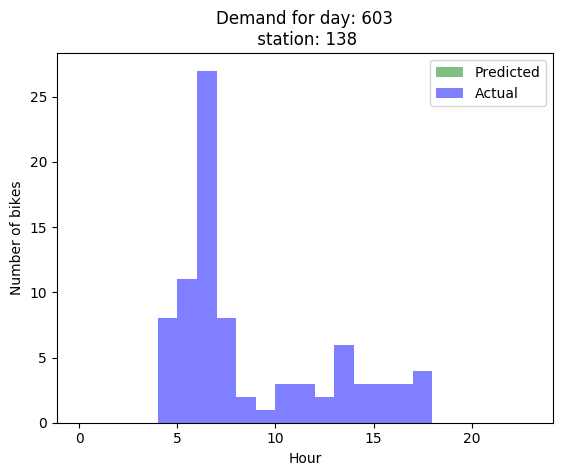 Demand for day: 603
station: 138
Predicted
Actual
Number of bikes
25
20
15
10
5
0
0 5 10 15 20
Hour